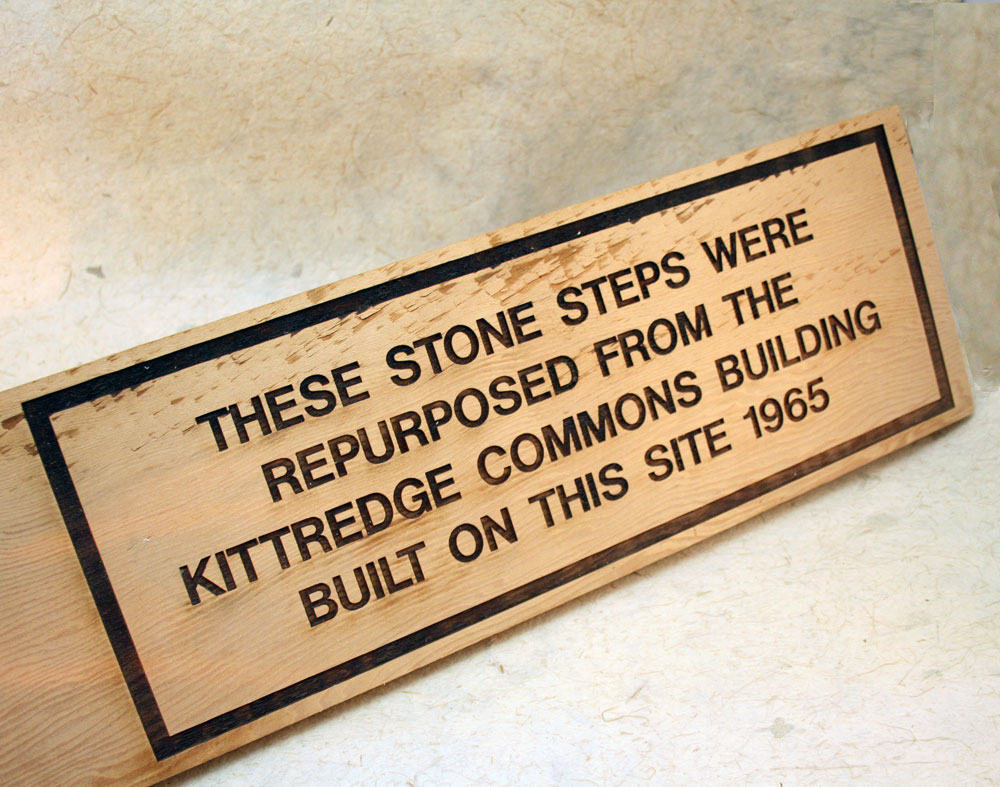 THESE STONE STEPS WERE
REPURPOSED FROM THE
KITTREDGE COMMONS BUILDING
BUILT ON THIS SITE 1965